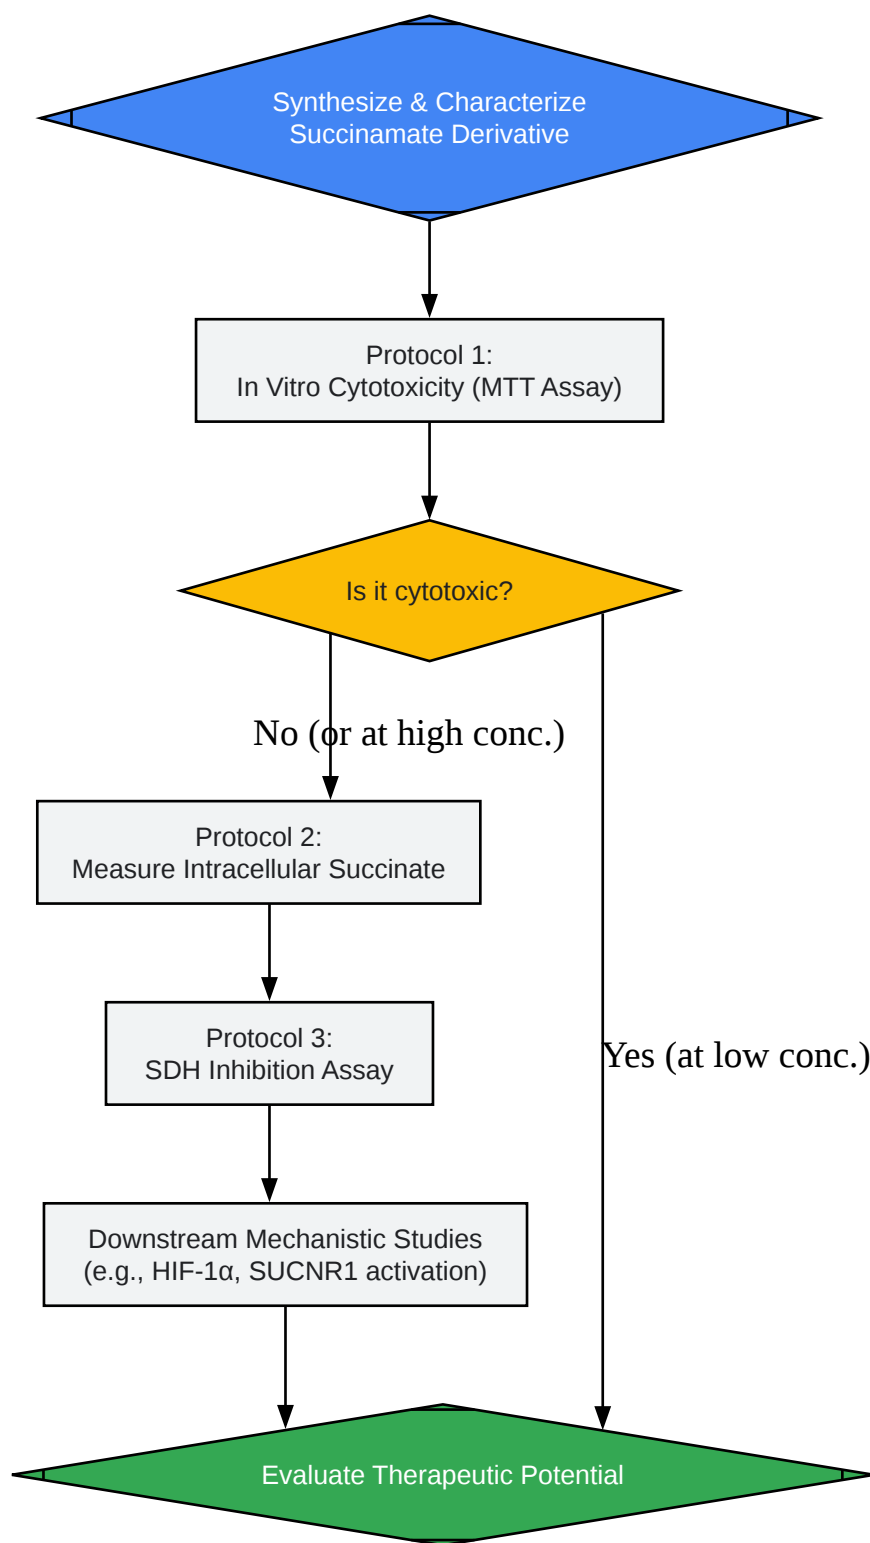 Synthesize & Characterize
Succinamate Derivative
Protocol 1:
In Vitro Cytotoxicity (MTT Assay)
Is it cytotoxic?
No (or at high conc.)
Protocol 2:
Measure Intracellular Succinate
Protocol 3:
SDH Inhibition Assay
Yes (at low conc.)
Downstream Mechanistic Studies
(e.g., HIF-1α, SUCNR1 activation)
Evaluate Therapeutic Potential